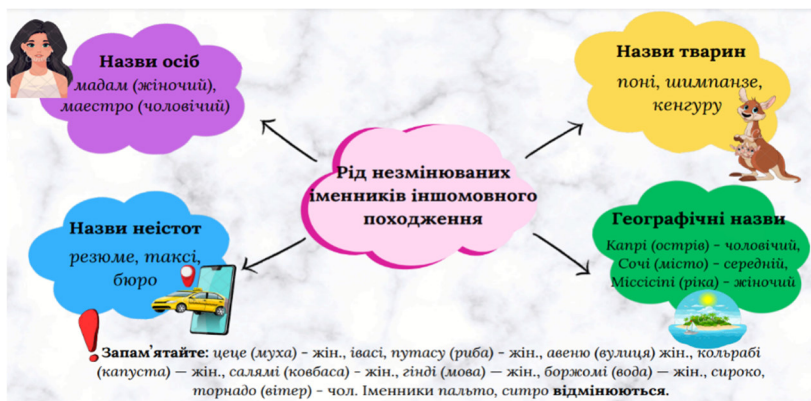 Назви осіб
мадам (жіночий),
маестро (чоловічий)
Назви тварин
поні, шимпанзе,
кенгуру
Рід незмінюваних
іменників іншомовного
походження
Назви неістот
резюме, таксі,
бюро
Географічні назви
Капрі (острів) - чоловічий,
Сочі (місто) - середній,
Міссісіпі (ріка) - жіночий
Запам'ятайте: цеце (муха) - жін., івасі, путасу (риба) - жін., авеню (вулиця) жін., кольрабі
(капуста) — жін., салямі (ковбаса) - жін., гінді (мова) — жін., боржомі (вода) — жін., сироко,
торнадо (вітер) - чол. Іменники пальто, ситро відмінюються.